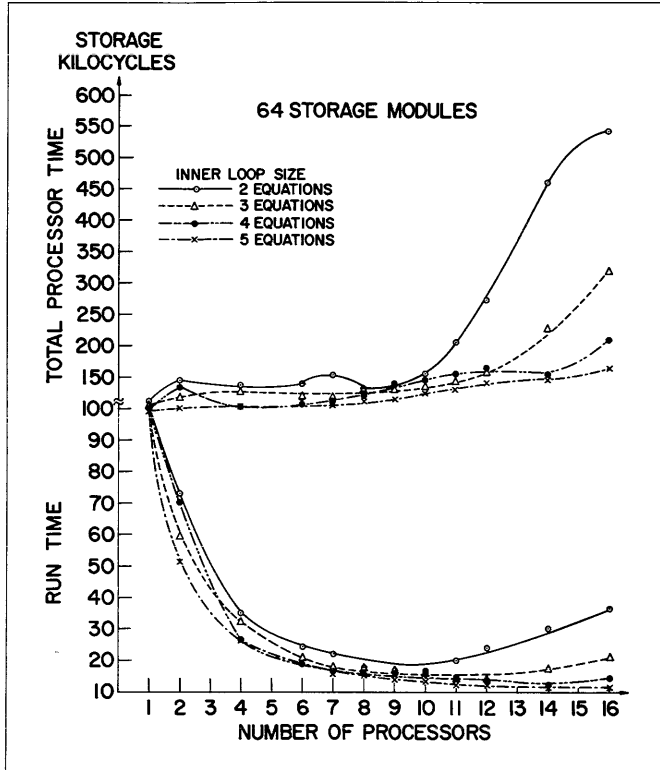 STORAGE
KILOCYCLES
64 STORAGE MODULES
INNER LOOP SIZE
2 EQUATIONS
3 EQUATIONS
4 EQUATIONS
5 EQUATIONS
TOTAL PROCESSOR TIME
600
550
500
450
400
350
300
250
200
150
100
RUN TIME
90
80
70
60
50
40
30
20
10
1 2 3 4 5 6 7 8 9 10 11 12 13 14 15 16
NUMBER OF PROCESSORS